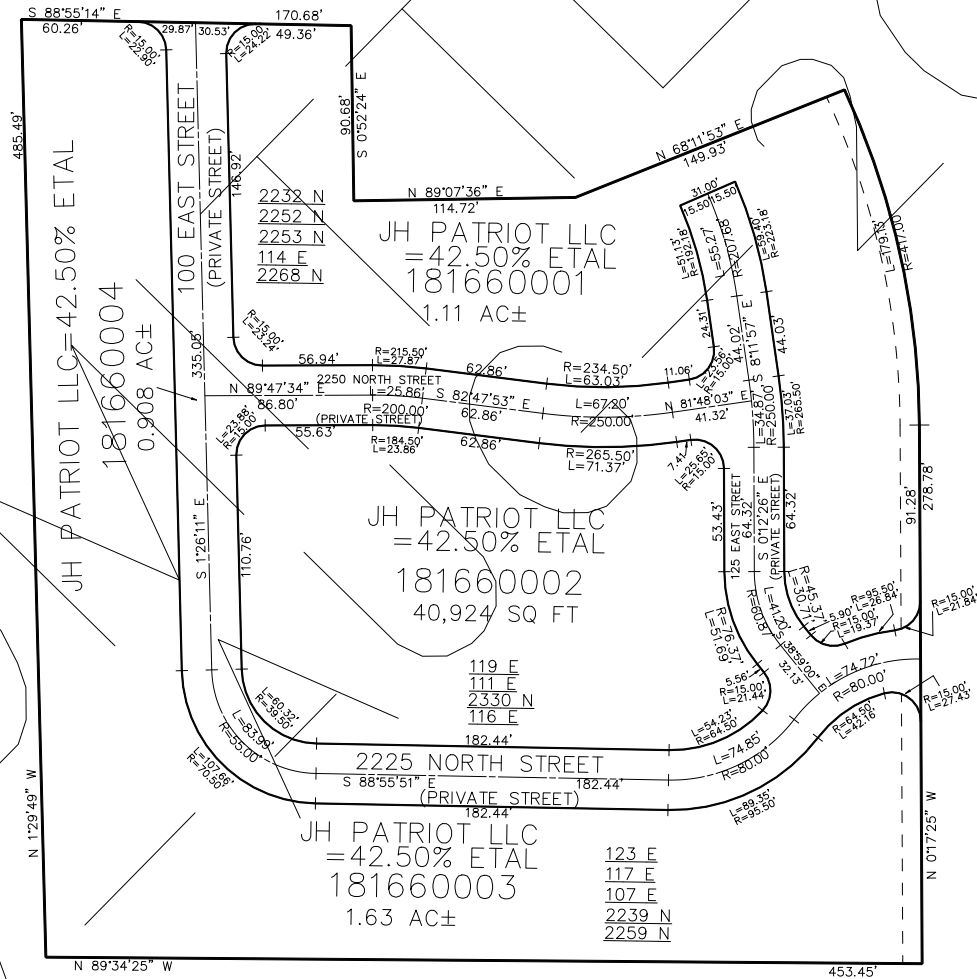 S 88°55'14" E
60.26'
170.68'
29.87'
30.53'
49.36'
R=15.00'
L=22.90'
R=15.00'
L=24.22'
485.49'
100 EAST STREET
(PRIVATE STREET)
146.92'
90.68'
S 0°52'24" E
N 68°11'53" E
149.93'
N 89°07'36" E
114.72'
2232 N
2252 N
2253 N
114 E
2268 N
JH PATRIOT LLC
=42.50% ETAL
181660001
1.11 AC±
31.00'
15.50'
15.50'
L=51.13'
R=192.18'
L=55.27'
R=207.68'
L=59.40'
R=223.18'
L=179.13'
R=417.00'
JH PATRIOT LLC=42.50% ETAL
181660004
0.908 AC±
335.05'
R=15.00'
L=23.24'
56.94'
R=215.50'
L=27.87'
62.86'
R=234.50'
L=63.03'
11.06'
L=25.56'
R=15.00'
24.31'
44.02'
S 8°11'57" E
44.03'
N 89°47'34" E
86.80'
2250 NORTH STREET
(PRIVATE STREET)
L=25.86'
R=200.00'
S 82°47'53" E
62.86'
L=67.20'
R=250.00'
N 81°48'03" E
41.32'
L=34.87'
R=250.00'
L=37.03'
R=265.50'
L=23.88'
R=15.00'
55.63'
R=184.50'
L=23.86'
62.86'
R=265.50'
L=71.37'
7.41'
L=25.65'
R=15.00'
S 1°26'11" E
110.76'
JH PATRIOT LLC
=42.50% ETAL
181660002
40,924 SQ FT
53.43'
125 EAST STREET
64.32'
S 0°12'26" E
(PRIVATE STREET)
64.32'
91.28'
278.78'
R=45.37'
L=30.71'
5.90'
R=15.00'
L=19.37'
R=95.50'
L=26.84'
R=15.00'
L=21.84'
R=76.37'
L=51.69'
L=41.20'
R=60.87'
S 38°59'00" E
32.13'
L=74.72'
R=80.00'
119 E
111 E
2330 N
116 E
5.56'
R=15.00'
L=21.44'
R=15.00'
L=27.43'
R=64.50'
L=42.16'
L=60.32'
R=39.50'
L=83.99'
R=55.00'
L=107.66'
R=70.50'
182.44'
2225 NORTH STREET
S 88°55'51" E
182.44'
(PRIVATE STREET)
182.44'
L=54.23'
R=64.50'
L=74.85'
R=80.00'
L=89.35'
R=95.50'
JH PATRIOT LLC
=42.50% ETAL
181660003
1.63 AC±
123 E
117 E
107 E
2239 N
2259 N
N 1°29'49" W
N 0°17'25" W
N 89°34'25" W
453.45'